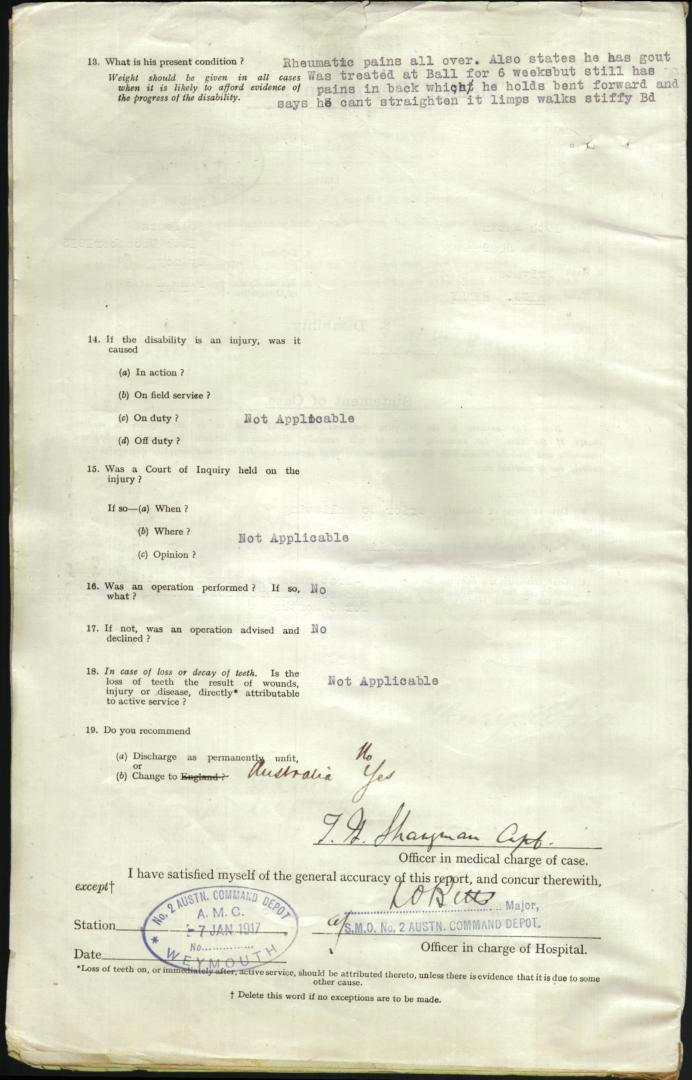 13. What is his present condition ?
Weight should be given in all cases
when it is likely to afford evidence of
the progress of the disability.
Rheumatic pains all over. Also states he has gout
Was treated at Ball for 6 weeksbut still has
pains in back which he holds bent forward and
says he cant straighten it limps walks stiffy Bd
14. If the disability is an injury, was it
caused
(a) In action ?
(b) On field service ?
(c) On duty ? Not Applicable
(d) Off duty ?
15. Was a Court of Inquiry held on the
injury ?
If so—(a) When ?
(b) Where ? Not Applicable
(c) Opinion ?
16. Was an operation performed ? If so, No
what ?
17. If not, was an operation advised and No
declined ?
18. In case of loss or decay of teeth. Is the
loss of teeth the result of wounds, Not Applicable
injury or disease, directly* attributable
to active service ?
19. Do you recommend
(a) Discharge as permanently unfit, No
or
(b) Change to England ? Australia Yes
Capt.
Officer in medical charge of case.
I have satisfied myself of the general accuracy of this report, and concur therewith,
except†
Major,
Station
No. 2 AUSTN. COMMAND DEPOT
A.M.C.
-7 JAN 1917
No.
WEYMOUTH
S.M.O. No. 2 AUSTN. COMMAND DEPOT.
Officer in charge of Hospital.
Date
*Loss of teeth on, or immediately after, active service, should be attributed thereto, unless there is evidence that it is due to some
other cause.
† Delete this word if no exceptions are to be made.